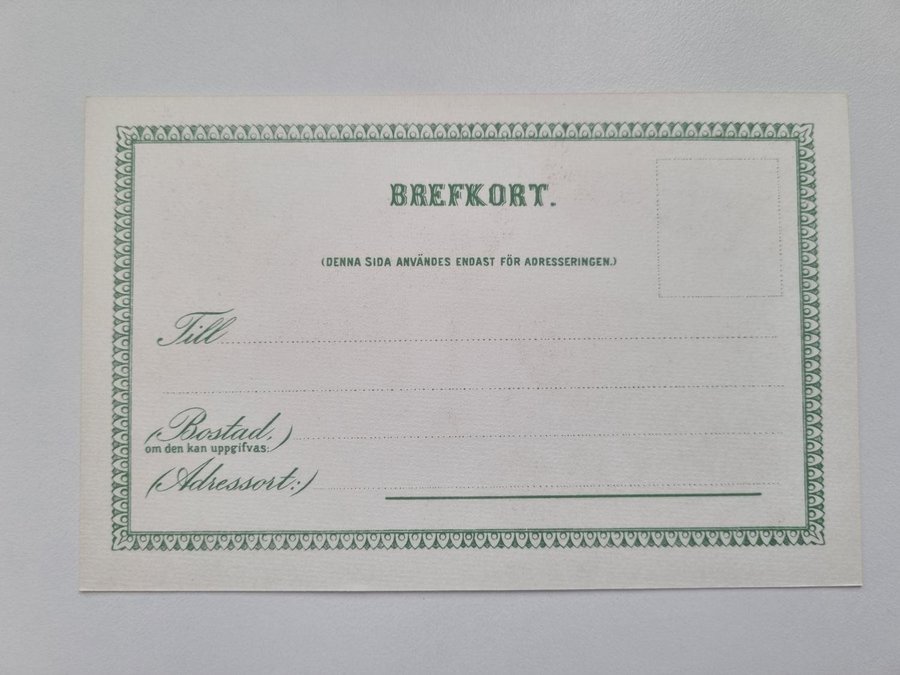 BREFKORT.
(DENNA SIDA ANVÄNDES ENDAST FÖR ADRESSERINGEN.)
Till
(Bostad,)
om den kan uppgifvas:
(Adressort:)